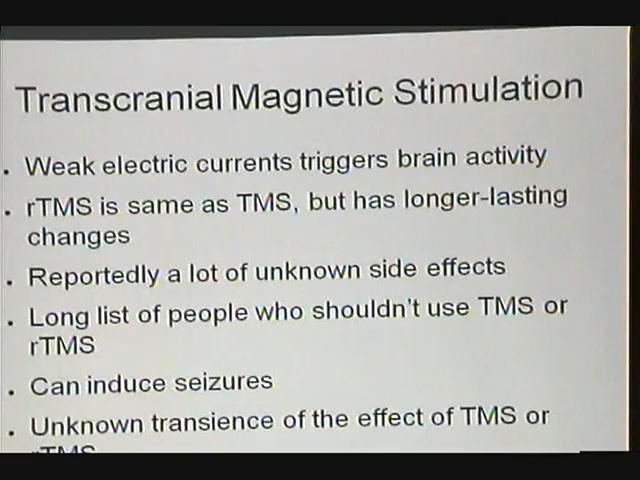 Transcranial Magnetic Stimulation
. Weak electric currents triggers brain activity
. rTMS is same as TMS, but has longer-lasting
changes
. Reportedly a lot of unknown side effects
. Long list of people who shouldn't use TMS or
rTMS
. Can induce seizures
. Unknown transience of the effect of TMS or
rTMS